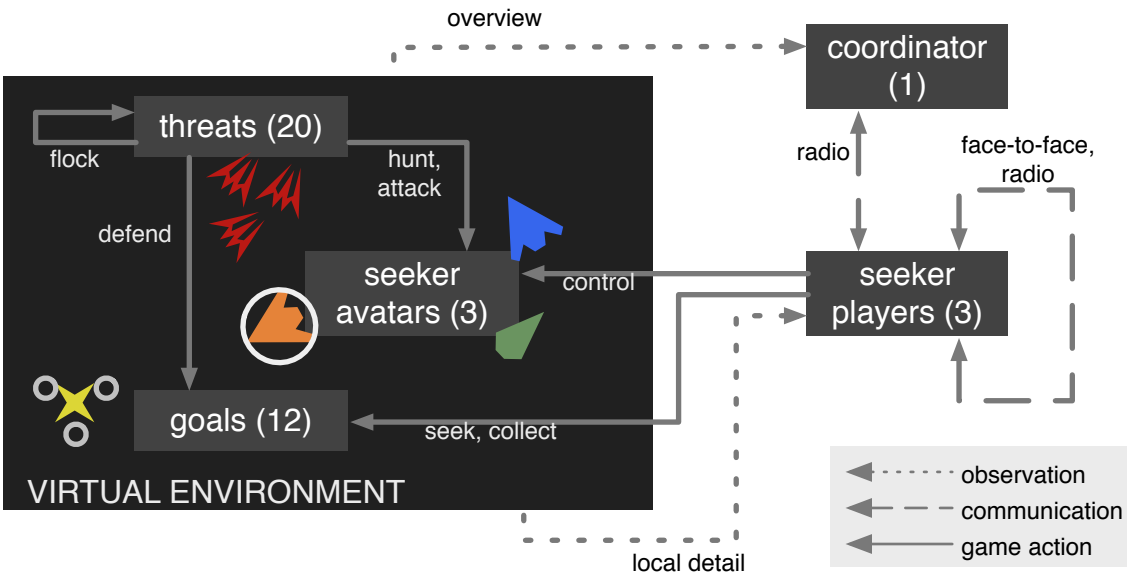 overview
coordinator
(1)
threats (20)
flock
hunt,
attack
radio
face-to-face,
radio
defend
seeker
avatars (3)
control
seeker
players (3)
goals (12)
seek, collect
VIRTUAL ENVIRONMENT
local detail
observation
communication
game action